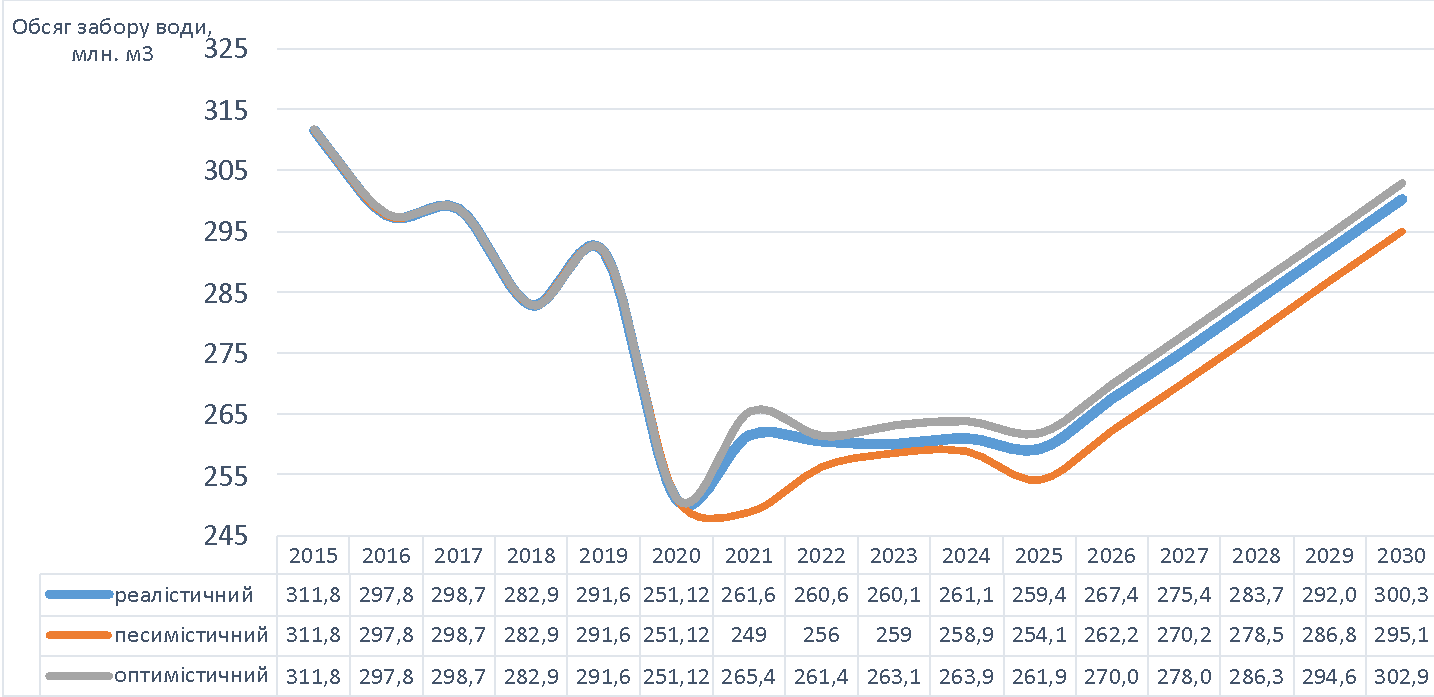 Обсяг забору води,
млн. м3
325
315
305
295
285
275
265
255
245
2015 2016 2017 2018 2019 2020 2021 2022 2023 2024 2025 2026 2027 2028 2029 2030
реалістичний 311,8 297,8 298,7 282,9 291,6 251,12 261,6 260,6 260,1 261,1 259,4 267,4 275,4 283,7 292,0 300,3
песимістичний 311,8 297,8 298,7 282,9 291,6 251,12 249 256 259 258,9 254,1 262,2 270,2 278,5 286,8 295,1
оптимістичний 311,8 297,8 298,7 282,9 291,6 251,12 265,4 261,4 263,1 263,9 261,9 270,0 278,0 286,3 294,6 302,9